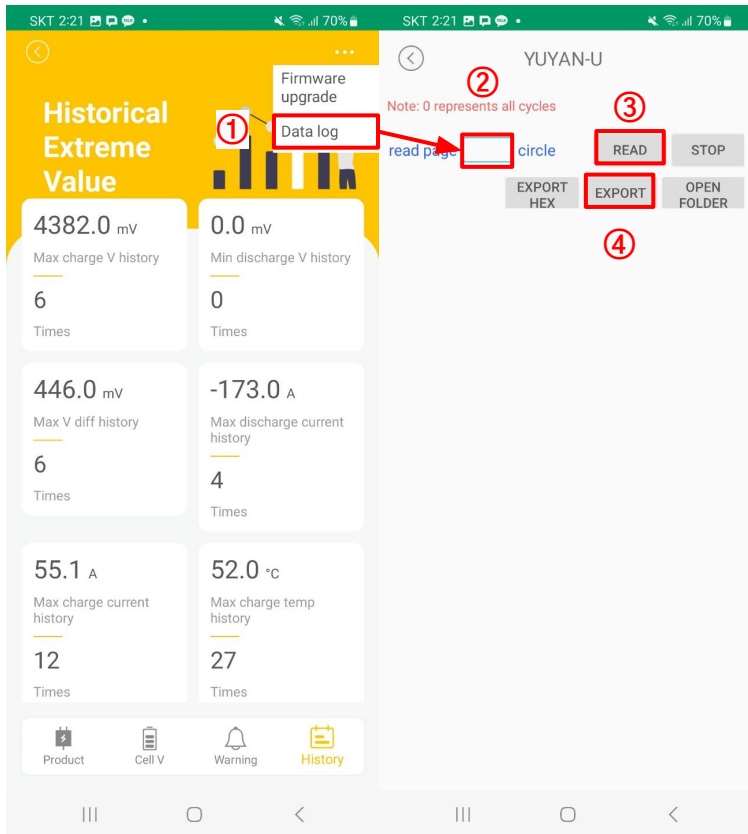 SKT 2:21
70%
Firmware
upgrade
Data log
①
Historical
Extreme
Value
4382.0 mV
Max charge V history
6
Times
0.0 mV
Min discharge V history
0
Times
446.0 mV
Max V diff history
6
Times
-173.0 A
Max discharge current
history
4
Times
55.1 A
Max charge current
history
12
Times
52.0 °C
Max charge temp
history
27
Times
Product
Cell V
Warning
History
SKT 2:21
70%
YUYAN-U
②
Note: 0 represents all cycles
③
read page circle
READ
STOP
EXPORT
HEX
EXPORT
OPEN
FOLDER
④